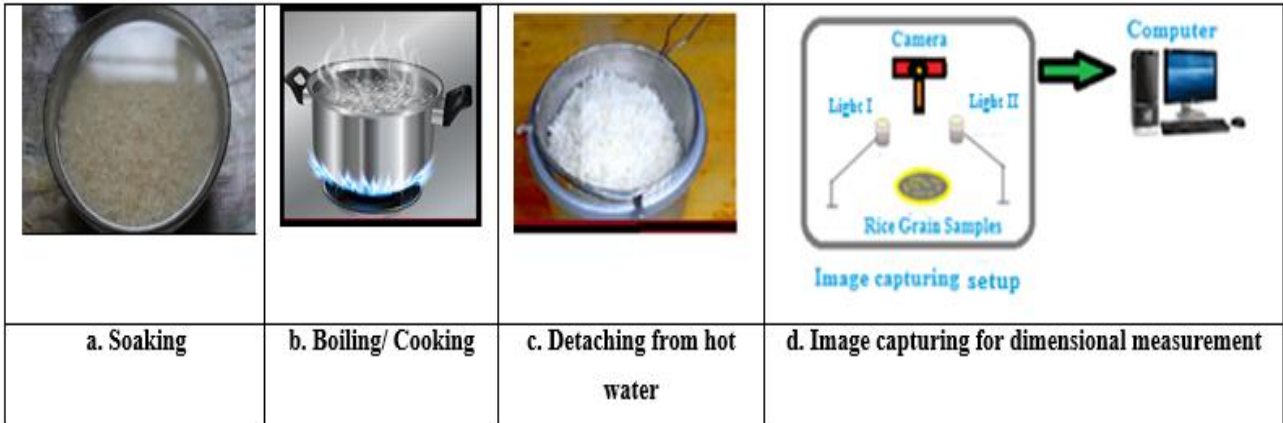 Camera
Computer
Light I
Light II
Rice Grain Samples
Image capturing setup
a. Soaking
b. Boiling/ Cooking
c. Detaching from hot
water
d. Image capturing for dimensional measurement